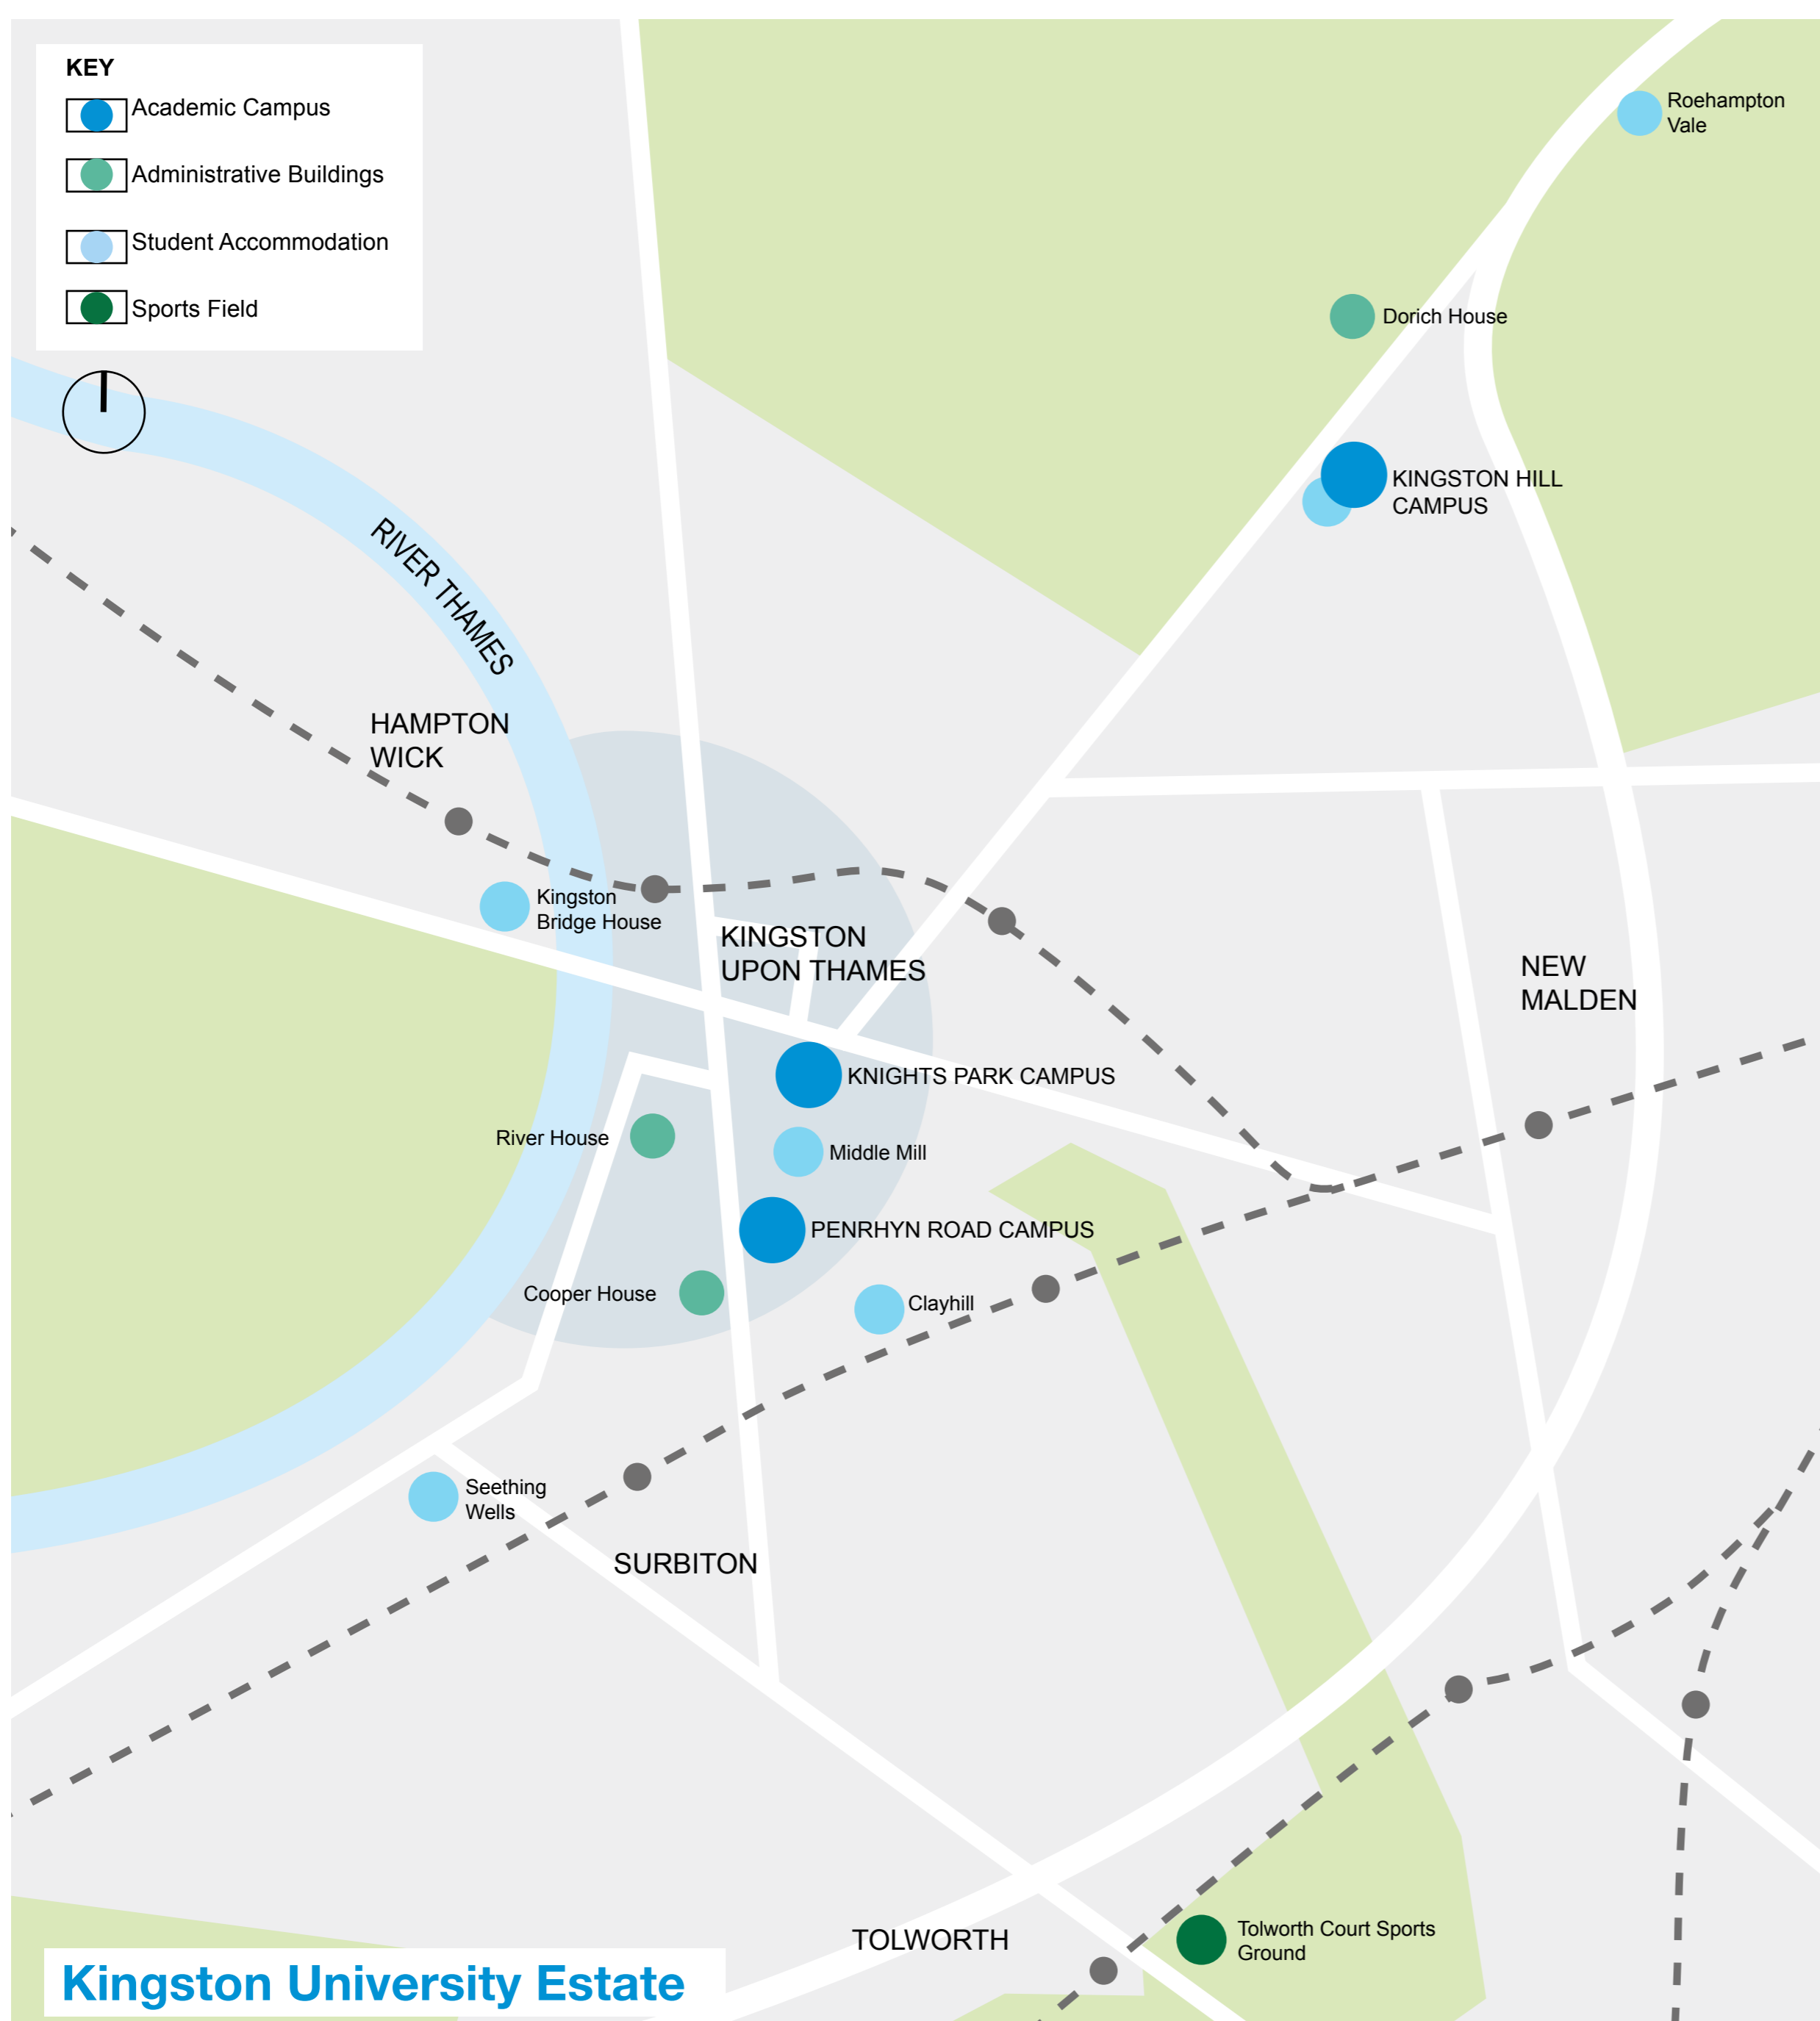 KEY
Academic Campus
Administrative Buildings
Student Accommodation
Sports Field
Roehampton
Vale
Dorich House
KINGSTON HILL
CAMPUS
RIVER THAMES
HAMPTON
WICK
Kingston
Bridge House
KINGSTON
UPON THAMES
NEW
MALDEN
KNIGHTS PARK CAMPUS
River House
Middle Mill
PENRHYN ROAD CAMPUS
Cooper House
Clayhill
Seething
Wells
SURBITON
TOLWORTH
Tolworth Court Sports
Ground
Kingston University Estate